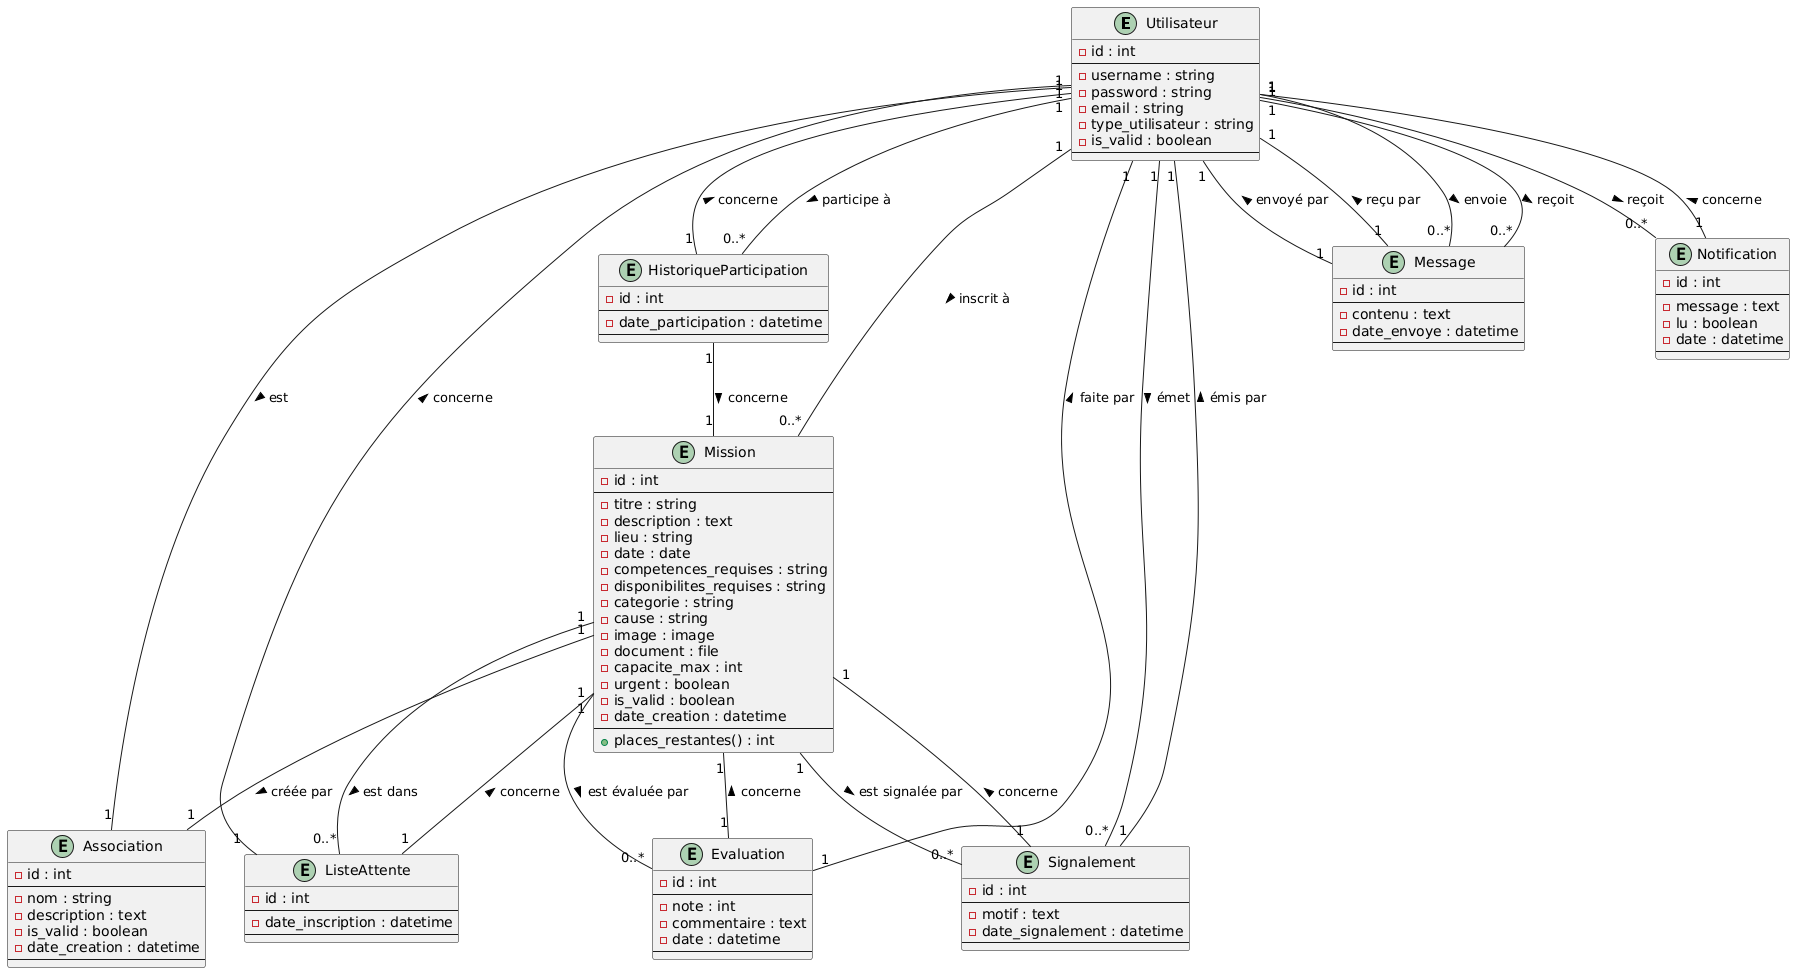 E Utilisateur
id : int
username : string
password : string
email : string
type_utilisateur : string
is_valid : boolean
1 1 1 1 1
1 1 1 1 1
1 1 1 1
concerne
participe à
envoyé par
reçu par
envoie
reçoit
reçoit
concerne
1 0..* 1 1 0..* 0..* 0..* 1
E HistoriqueParticipation
id : int
date_participation : datetime
E Message
id : int
contenu : text
date_envoye : datetime
E Notification
id : int
message : text
lu : boolean
date : datetime
inscrit à
1
est
concerne
concerne
faite par
émet
émis par
1 0..*
E Mission
id : int
titre : string
description : text
lieu : string
date : date
competences_requises : string
disponibilites_requises : string
categorie : string
cause : string
image : image
document : file
capacite_max : int
urgent : boolean
is_valid : boolean
date_creation : datetime
places_restantes() : int
1
1
1
1
1
1 1
créée par
est dans
concerne
est évaluée par
concerne
est signalée par
concerne
1 1 1 0..* 1 0..* 1 1 0..* 1 0..* 1
E Association
id : int
nom : string
description : text
is_valid : boolean
date_creation : datetime
E ListeAttente
id : int
date_inscription : datetime
E Evaluation
id : int
note : int
commentaire : text
date : datetime
E Signalement
id : int
motif : text
date_signalement : datetime